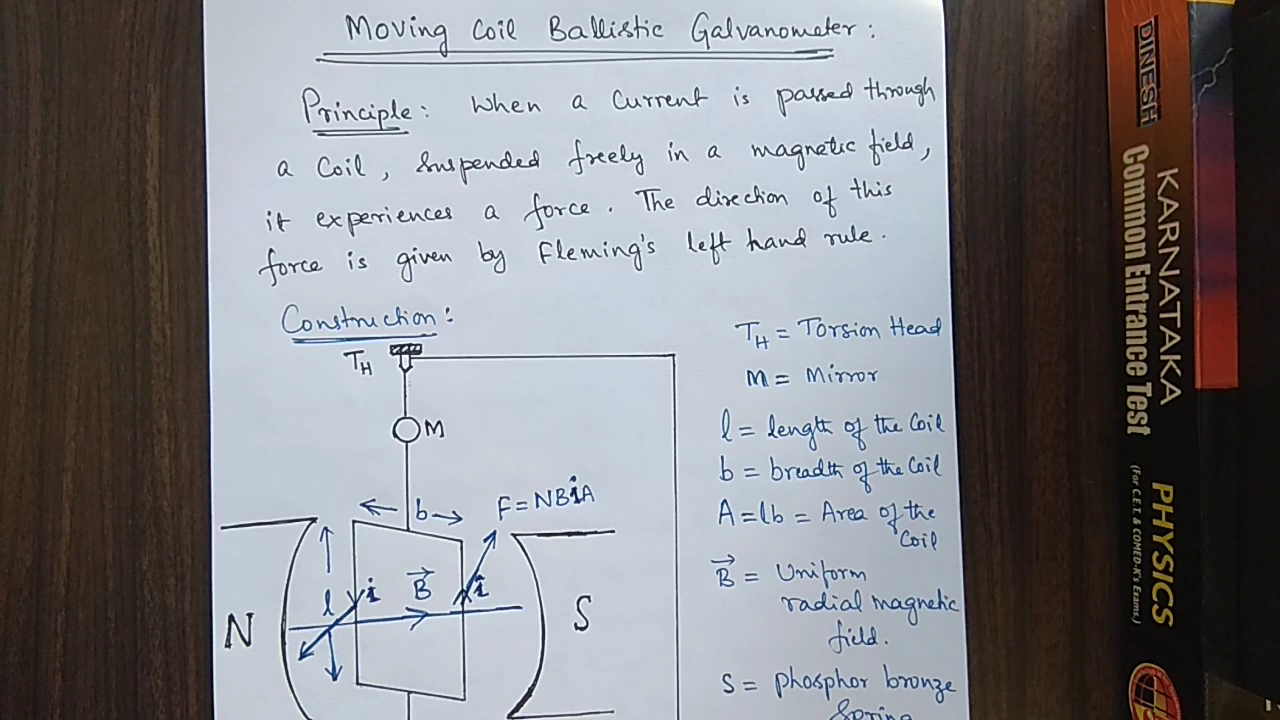 Moving Coil Ballistic Galvanometer :
Principle : When a Current is passed through
a Coil , Suspended freely in a magnetic field ,
it experiences a force . The direction of this
force is given by Fleming's left hand rule .
Construction :
T_H
M
b
F = NBiA
l
i
B⃗
i
N
S
T_H = Torsion Head
M = Mirror
l = length of the Coil
b = breadth of the Coil
A = lb = Area of the
Coil
B⃗ = Uniform
radial magnetic
field .
S = phosphor bronze
Spring
DINESH
KARNATAKA
Common Entrance Test
(For C.E.T. & COMED-K's Exams.)
PHYSICS